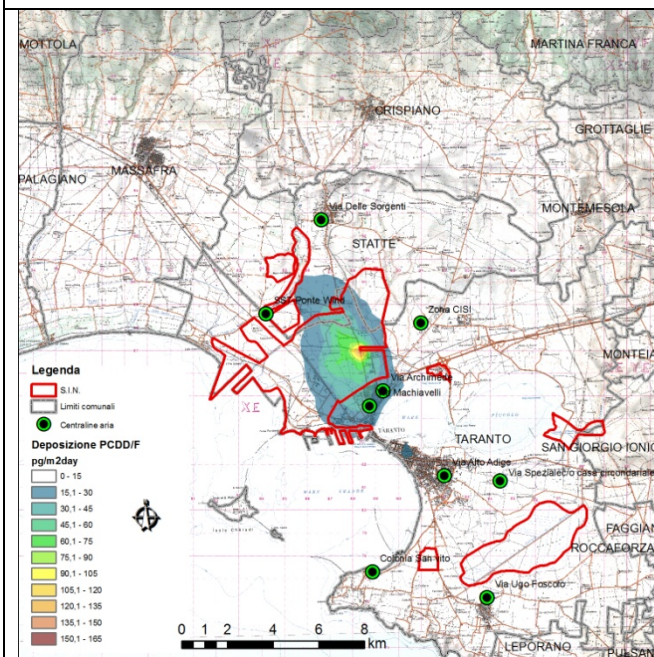 MOTTOLA
MARTINA FRANCA
CRISPIANO
GROTTAGLIE
MASSAFRA
PALAGIANO
MONTEMESOLA
Via Delle Sorgenti
STATTE
SST-Ponte Wind
Zona CISI
MONTEIA
Legenda
S.I.N.
Limiti comunali
Centraline aria
Deposizione PCDD/F
pg/m2day
0 - 15
15,1 - 30
30,1 - 45
45,1 - 60
60,1 - 75
75,1 - 90
90,1 - 105
105,1 - 120
120,1 - 135
135,1 - 150
150,1 - 165
XE
Via Archimede
Machiavelli
TARANTO
TARANTO
SAN GIORGIO IONIC
Via Alto Adige
Via Speziale
c/o casa circondariale
FAGGIAN
ROCCAFORZA
Colonia San Vito
Via Ugo Foscolo
LEPORANO
PULSAN
0 1 2 4 6 8
km